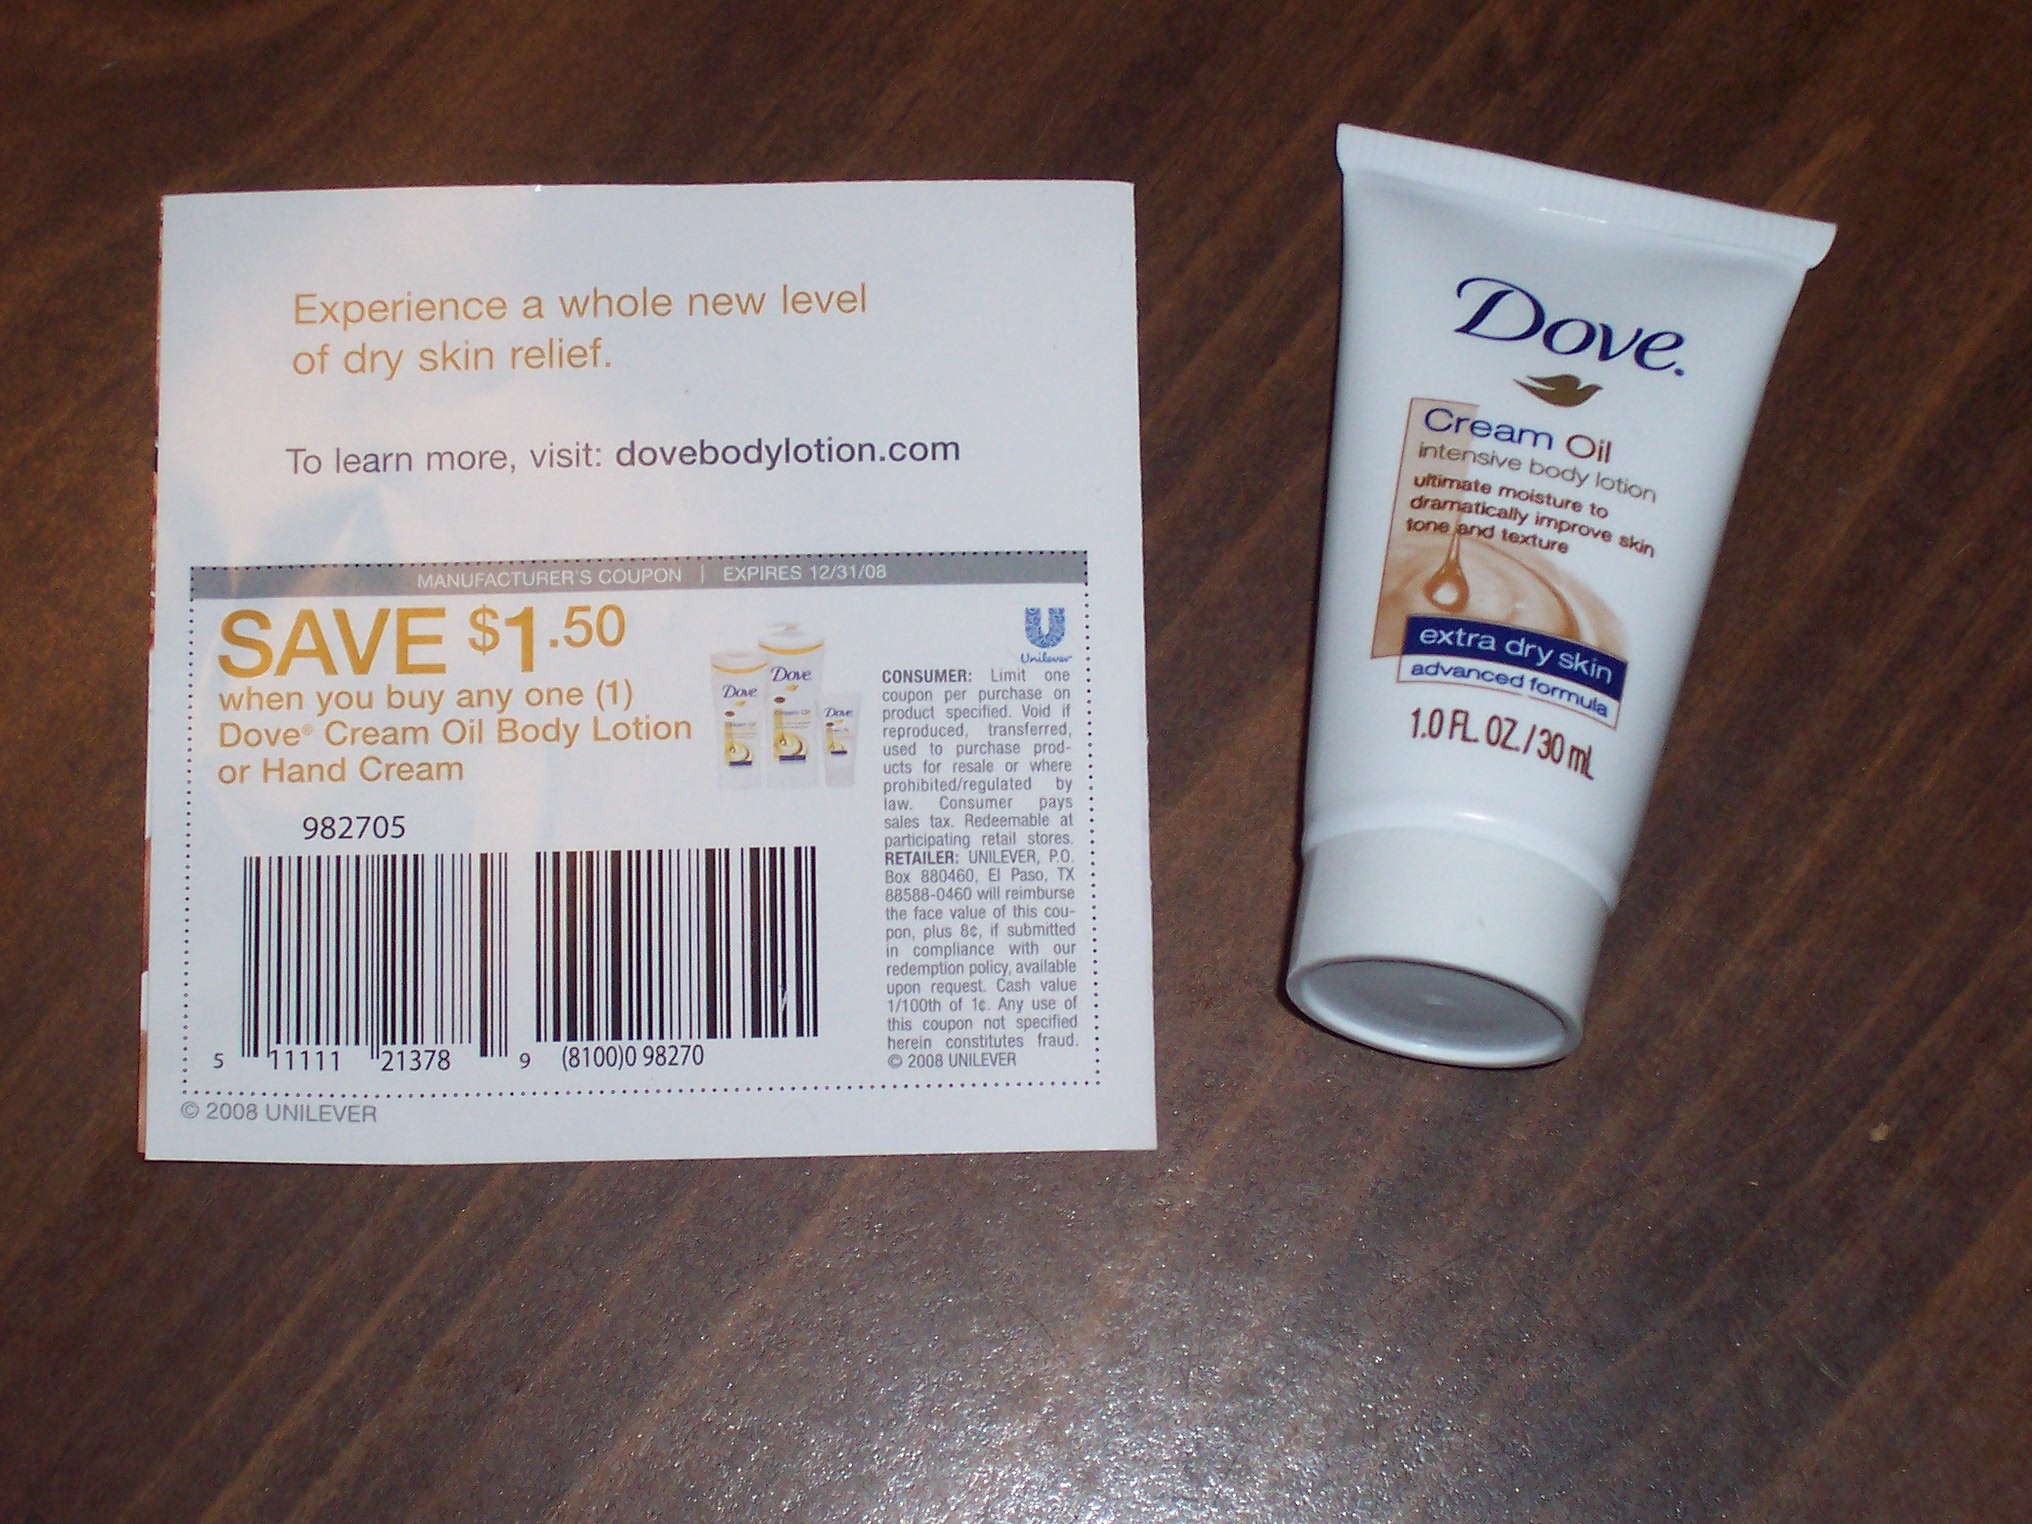 Experience a whole new level
of dry skin relief.
To learn more, visit: dovebodylotion.com
MANUFACTURER'S COUPON | EXPIRES 12/31/08
SAVE $1.50
when you buy any one (1)
Dove® Cream Oil Body Lotion
or Hand Cream
982705
5 11111 21378 9 (8100)0 98270
Dove
Dove
Dove
Unilever
CONSUMER: Limit one
coupon per purchase on
product specified. Void if
reproduced, transferred,
used to purchase prod-
ucts for resale or where
prohibited/regulated by
law. Consumer pays
sales tax. Redeemable at
participating retail stores.
RETAILER: UNILEVER, P.O.
Box 880460, El Paso, TX
88588-0460 will reimburse
the face value of this cou-
pon, plus 8¢, if submitted
in compliance with our
redemption policy, available
upon request. Cash value
1/100th of 1¢. Any use of
this coupon not specified
herein constitutes fraud.
© 2008 UNILEVER
© 2008 UNILEVER
Dove.
Cream Oil
intensive body lotion
ultimate moisture to
dramatically improve skin
tone and texture
extra dry skin
advanced formula
1.0 FL. OZ. / 30 mL